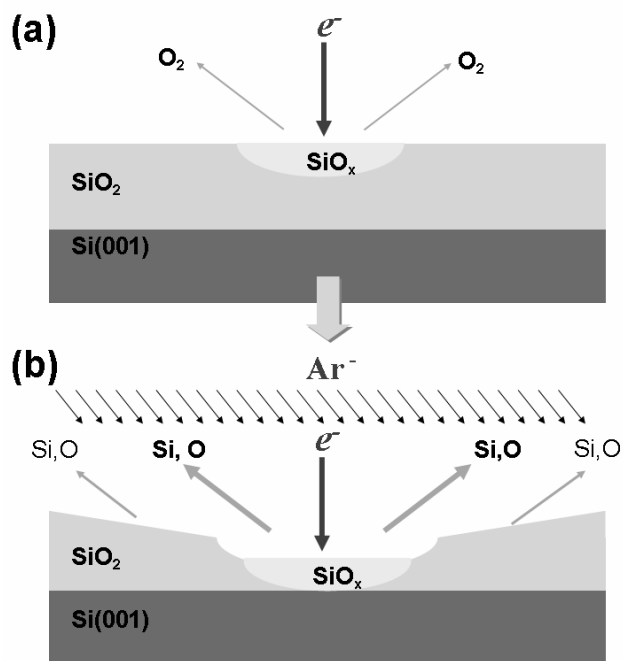 (a)
e-
O2
O2
SiOx
SiO2
Si(001)
(b)
Ar-
e-
Si,O
Si, O
Si,O
Si,O
SiO2
SiOx
Si(001)